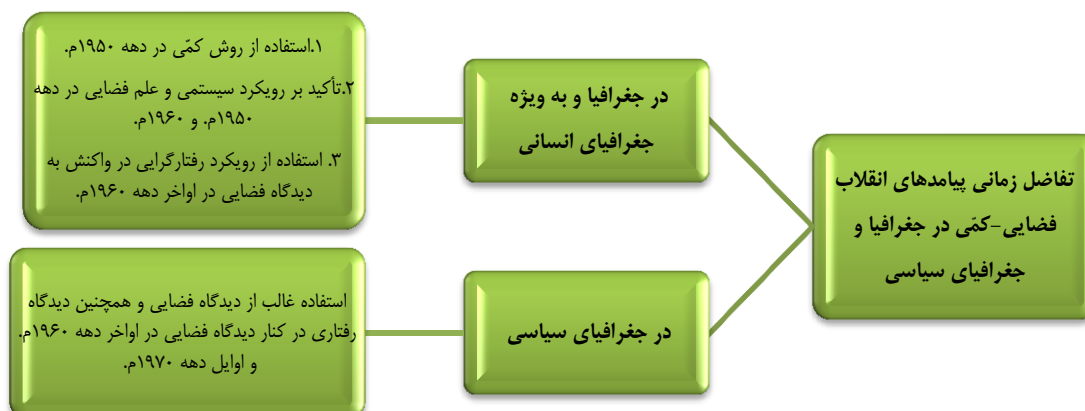 تفاضل زمانی پیامدهای انقلاب
فضایی-کمّی در جغرافیا و
جغرافیای سیاسی
در جغرافیا و به ویژه
جغرافیای انسانی
۱.استفاده از روش کمّی در دهه ۱۹۵۰م.
۲.تأکید بر رویکرد سیستمی و علم فضایی در دهه
۱۹۵۰م. و ۱۹۶۰م.
۳. استفاده از رویکرد رفتارگرایی در واکنش به
دیدگاه فضایی در اواخر دهه ۱۹۶۰م.
در جغرافیای سیاسی
استفاده غالب از دیدگاه فضایی و همچنین دیدگاه
رفتاری در کنار دیدگاه فضایی در اواخر دهه ۱۹۶۰م.
و اوایل دهه ۱۹۷۰م.